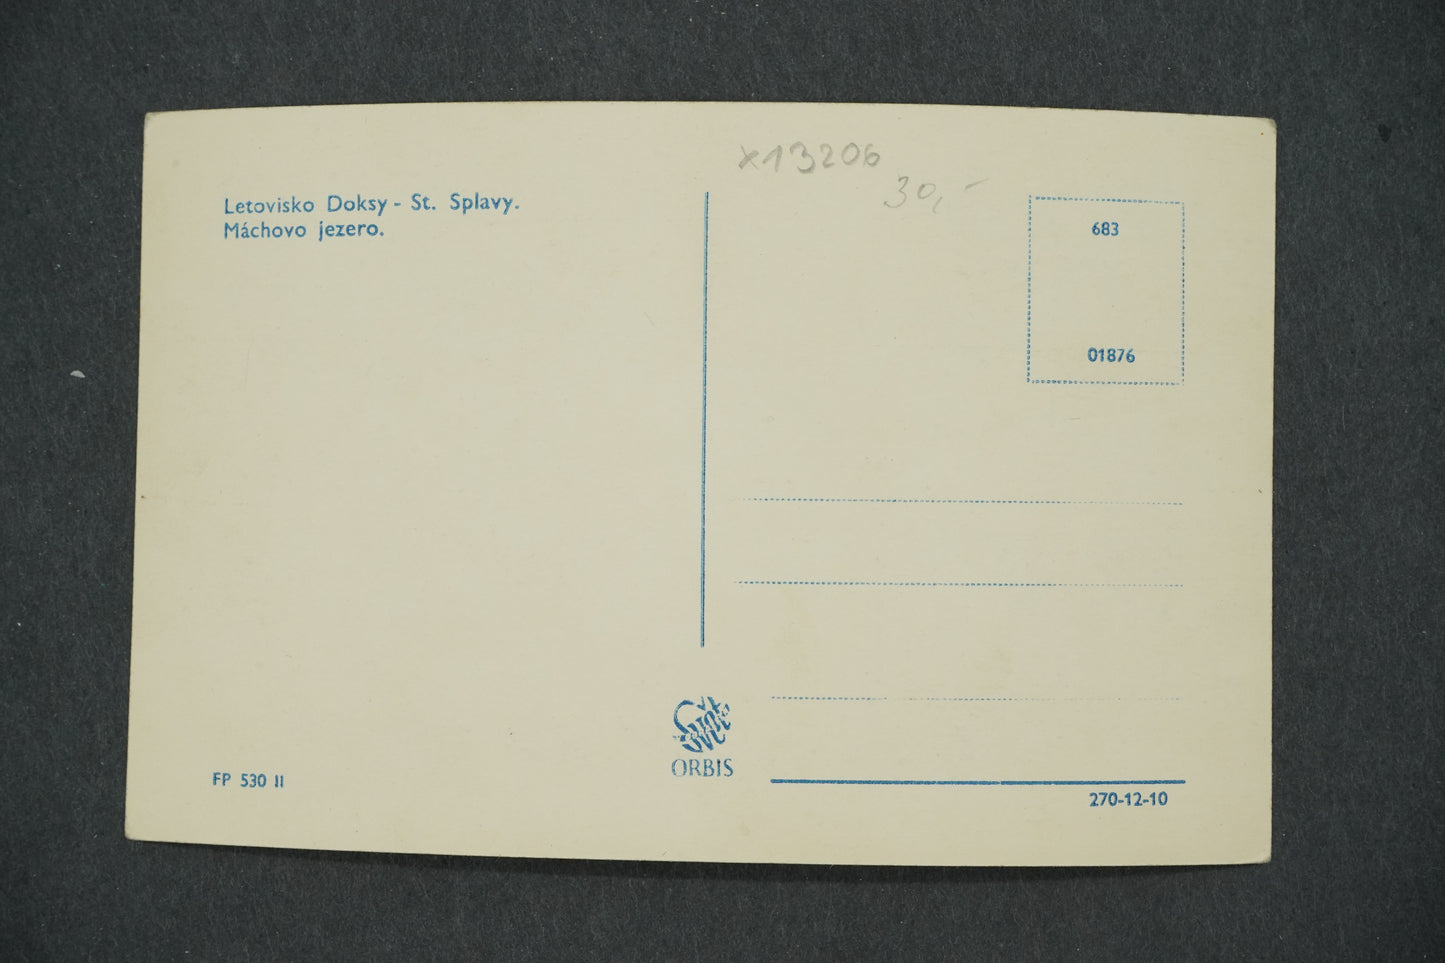 x13206
30,-
Letovisko Doksy - St. Splavy.
Máchovo jezero.
683
01876
ORBIS
FP 530 II
270-12-10